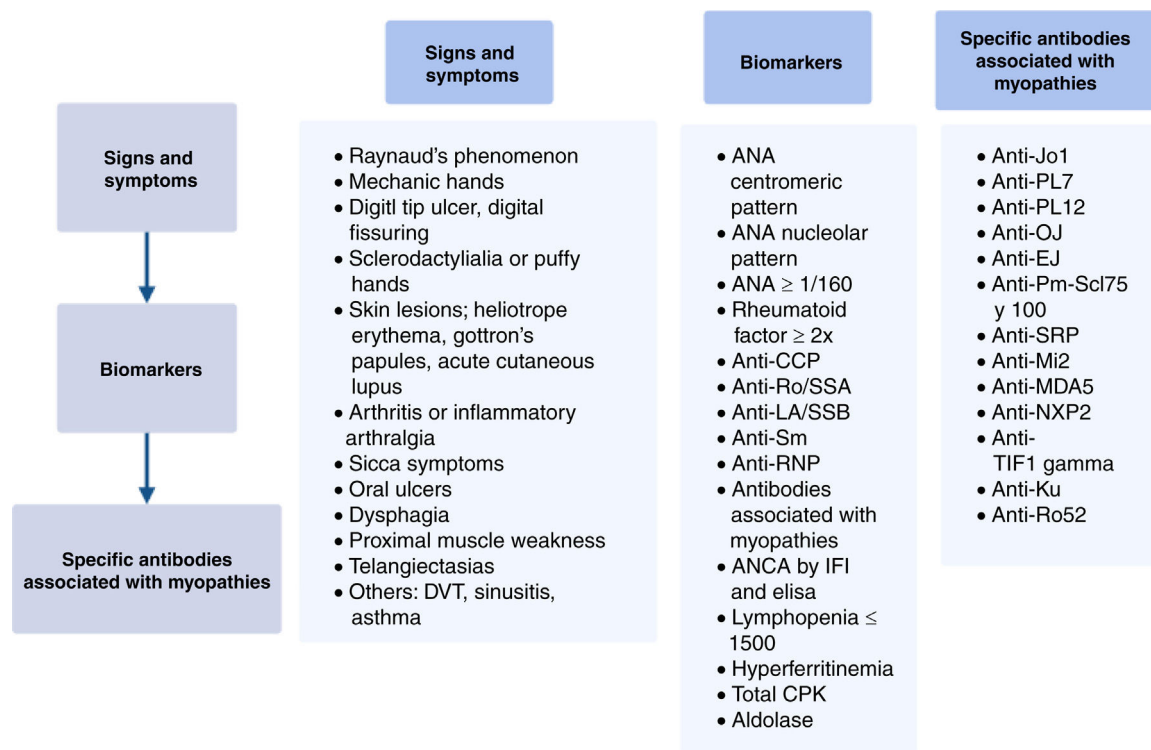 Signs and
symptoms
Biomarkers
Specific antibodies
associated with myopathies
Signs and
symptoms
• Raynaud's phenomenon
• Mechanic hands
• Digitl tip ulcer, digital
fissuring
• Sclerodactylialia or puffy
hands
• Skin lesions; heliotrope
erythema, gottron's
papules, acute cutaneous
lupus
• Arthritis or inflammatory
arthralgia
• Sicca symptoms
• Oral ulcers
• Dysphagia
• Proximal muscle weakness
• Telangiectasias
• Others: DVT, sinusitis,
asthma
Biomarkers
• ANA
centromeric
pattern
• ANA nucleolar
pattern
• ANA ≥ 1/160
• Rheumatoid
factor ≥ 2x
• Anti-CCP
• Anti-Ro/SSA
• Anti-LA/SSB
• Anti-Sm
• Anti-RNP
• Antibodies
associated with
myopathies
• ANCA by IFI
and elisa
• Lymphopenia ≤
1500
• Hyperferritinemia
• Total CPK
• Aldolase
Specific antibodies
associated with
myopathies
• Anti-Jo1
• Anti-PL7
• Anti-PL12
• Anti-OJ
• Anti-EJ
• Anti-Pm-Scl75
y 100
• Anti-SRP
• Anti-Mi2
• Anti-MDA5
• Anti-NXP2
• Anti-
TIF1 gamma
• Anti-Ku
• Anti-Ro52